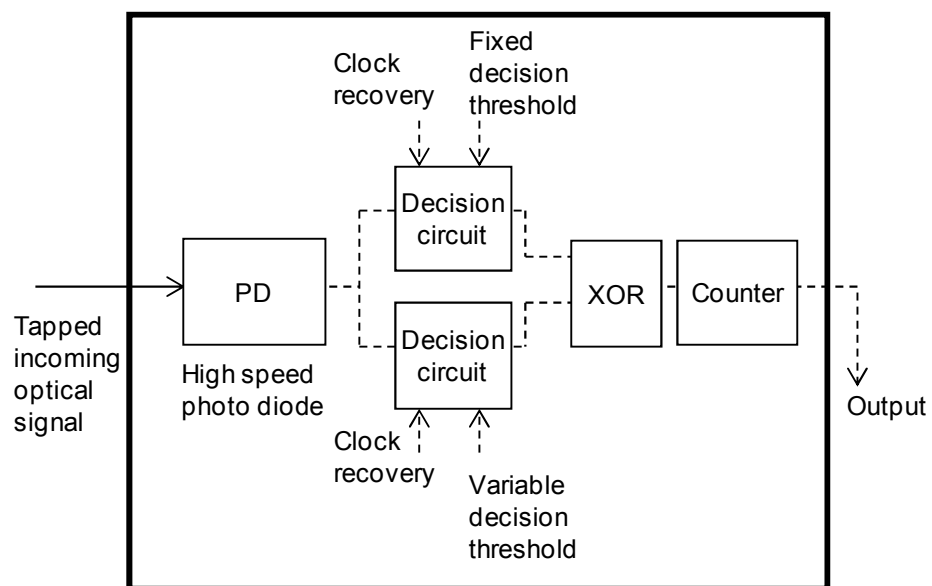 Clock
recovery
Fixed
decision
threshold
Decision
circuit
PD
XOR
Counter
Tapped
incoming
optical
signal
High speed
photo diode
Decision
circuit
Output
Clock
recovery
Variable
decision
threshold